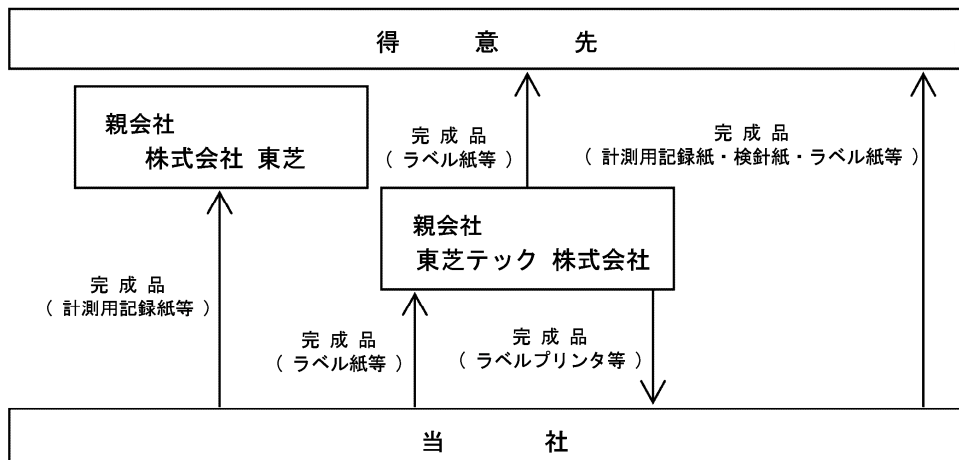 得意先
親会社
株式会社 東芝
完成品
( ラベル紙等 )
完成品
( 計測用記録紙・検針紙・ラベル紙等 )
親会社
東芝テック 株式会社
完成品
( 計測用記録紙等 )
完成品
( ラベル紙等 )
完成品
( ラベルプリンタ等 )
当社